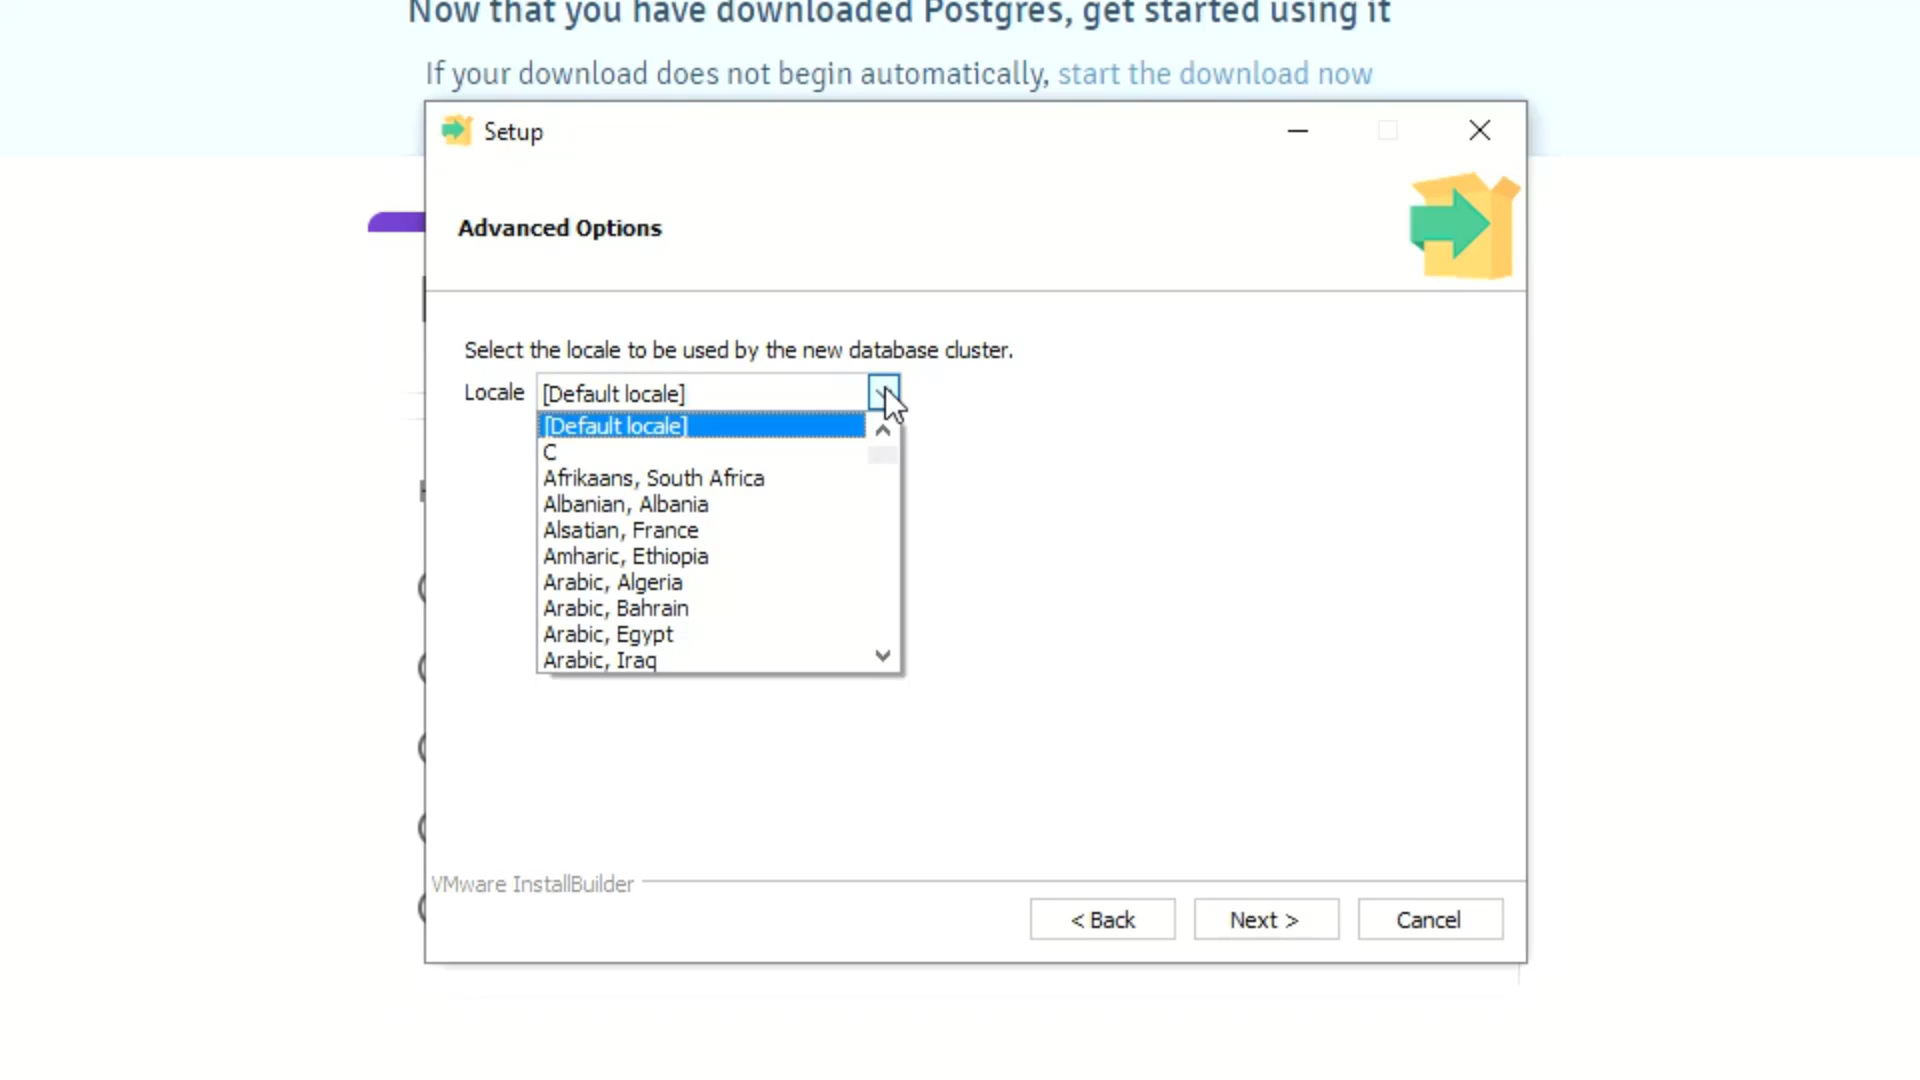 Now that you have downloaded Postgres, get started using it
If your download does not begin automatically, start the download now
Setup
Advanced Options
Select the locale to be used by the new database cluster.
Locale [Default locale]
[Default locale]
C
Afrikaans, South Africa
Albanian, Albania
Alsatian, France
Amharic, Ethiopia
Arabic, Algeria
Arabic, Bahrain
Arabic, Egypt
Arabic, Iraq
VMware InstallBuilder
< Back Next > Cancel